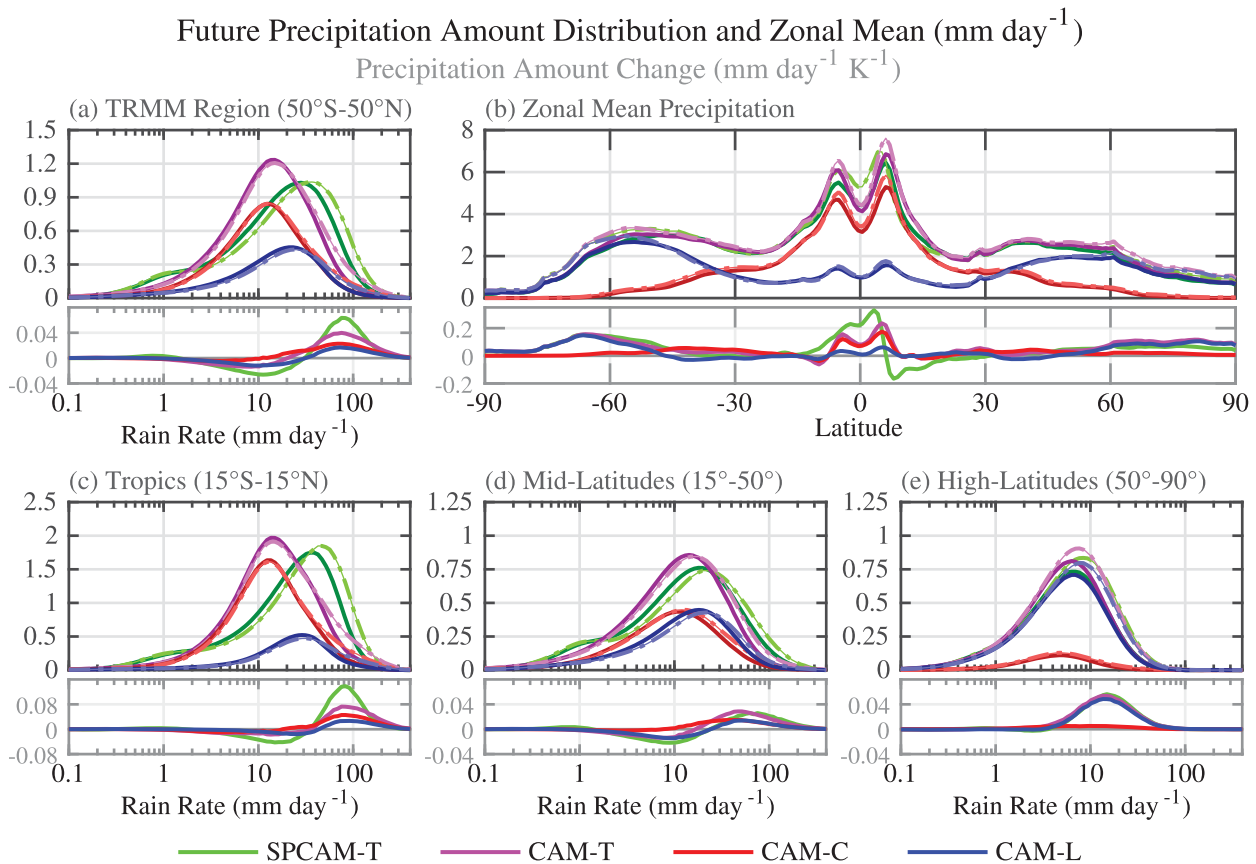 Future Precipitation Amount Distribution and Zonal Mean (mm day⁻¹)
Precipitation Amount Change (mm day⁻¹ K⁻¹)
(a) TRMM Region (50°S-50°N)
1.5
1.2
0.9
0.6
0.3
0
0.04
0
-0.04
0.1 1 10 100
Rain Rate (mm day⁻¹)
(b) Zonal Mean Precipitation
8
6
4
2
0
0.2
0
-0.2
-90 -60 -30 0 30 60 90
Latitude
(c) Tropics (15°S-15°N)
2.5
2
1.5
1
0.5
0
0.08
0
-0.08
0.1 1 10 100
Rain Rate (mm day⁻¹)
(d) Mid-Latitudes (15°-50°)
1.25
1
0.75
0.5
0.25
0
0.04
0
-0.04
0.1 1 10 100
Rain Rate (mm day⁻¹)
(e) High-Latitudes (50°-90°)
1.25
1
0.75
0.5
0.25
0
0.04
0
-0.04
0.1 1 10 100
Rain Rate (mm day⁻¹)
SPCAM-T CAM-T CAM-C CAM-L